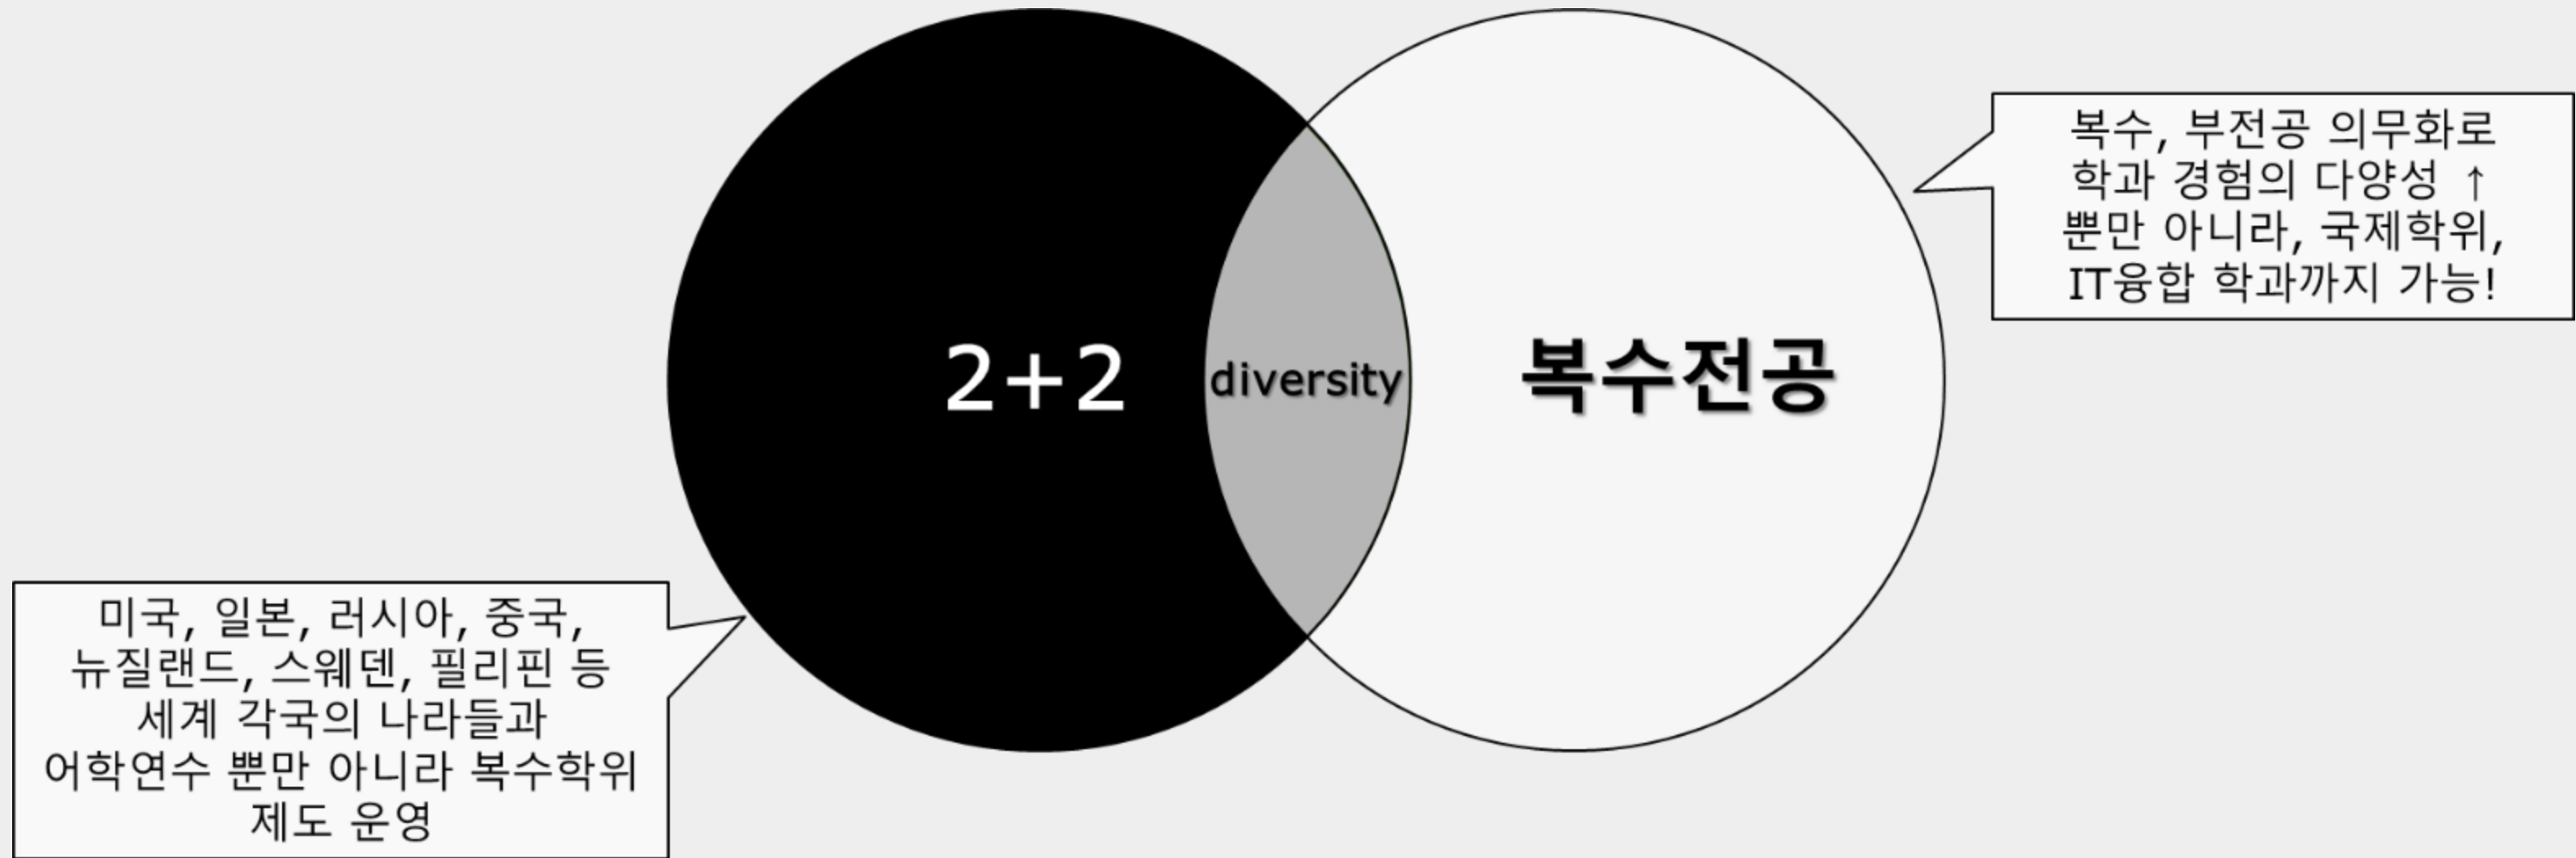 복수, 부전공 의무화로
학과 경험의 다양성 ↑
뿐만 아니라, 국제학위,
IT융합 학과까지 가능!
2+2
diversity
복수전공
미국, 일본, 러시아, 중국,
뉴질랜드, 스웨덴, 필리핀 등
세계 각국의 나라들과
어학연수 뿐만 아니라 복수학위
제도 운영